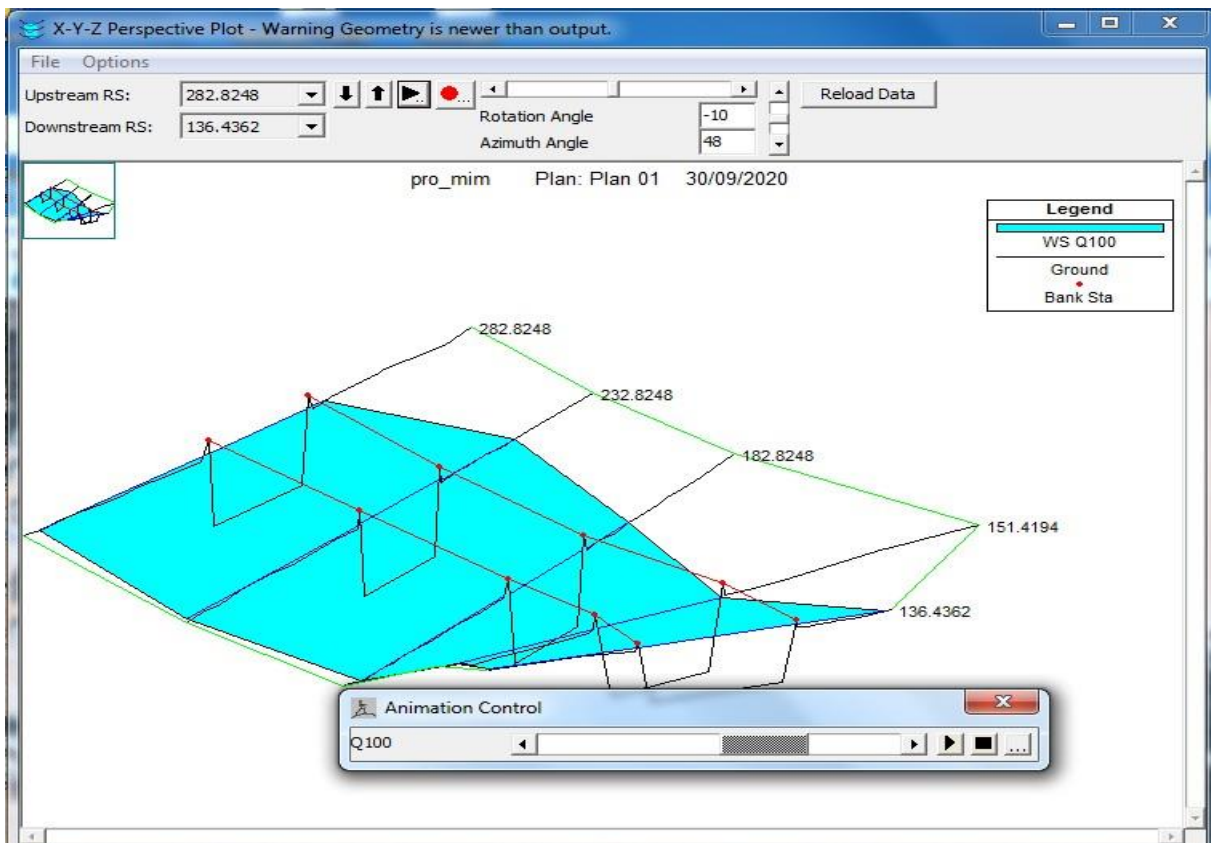 X-Y-Z Perspective Plot - Warning Geometry is newer than output.
File Options
Upstream RS: 282.8248
Downstream RS: 136.4362
Rotation Angle -10
Azimuth Angle 48
Reload Data
pro_mim Plan: Plan 01 30/09/2020
Legend
WS Q100
Ground
Bank Sta
282.8248
232.8248
182.8248
151.4194
136.4362
Animation Control
Q100